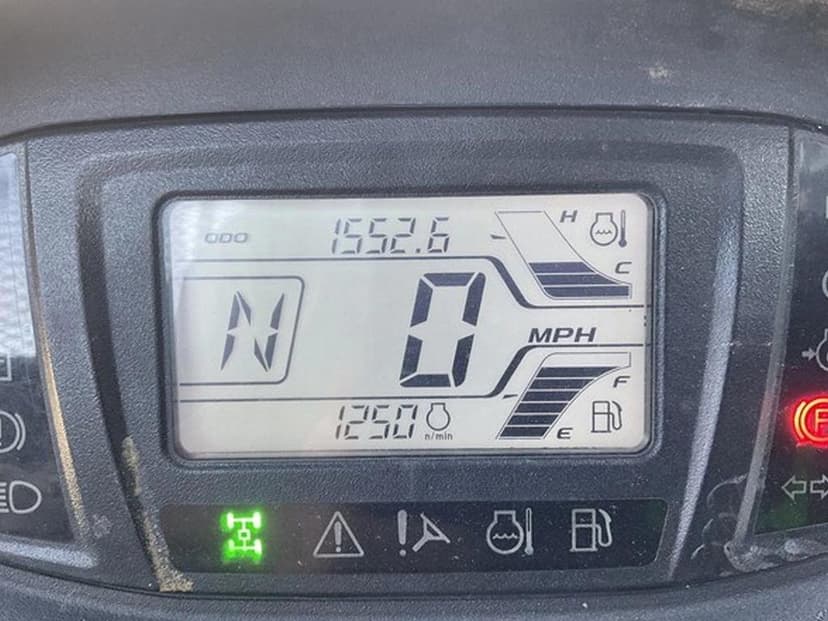 ODO 1552.6 H
C
N 0 MPH
F
1250 n/min E
P